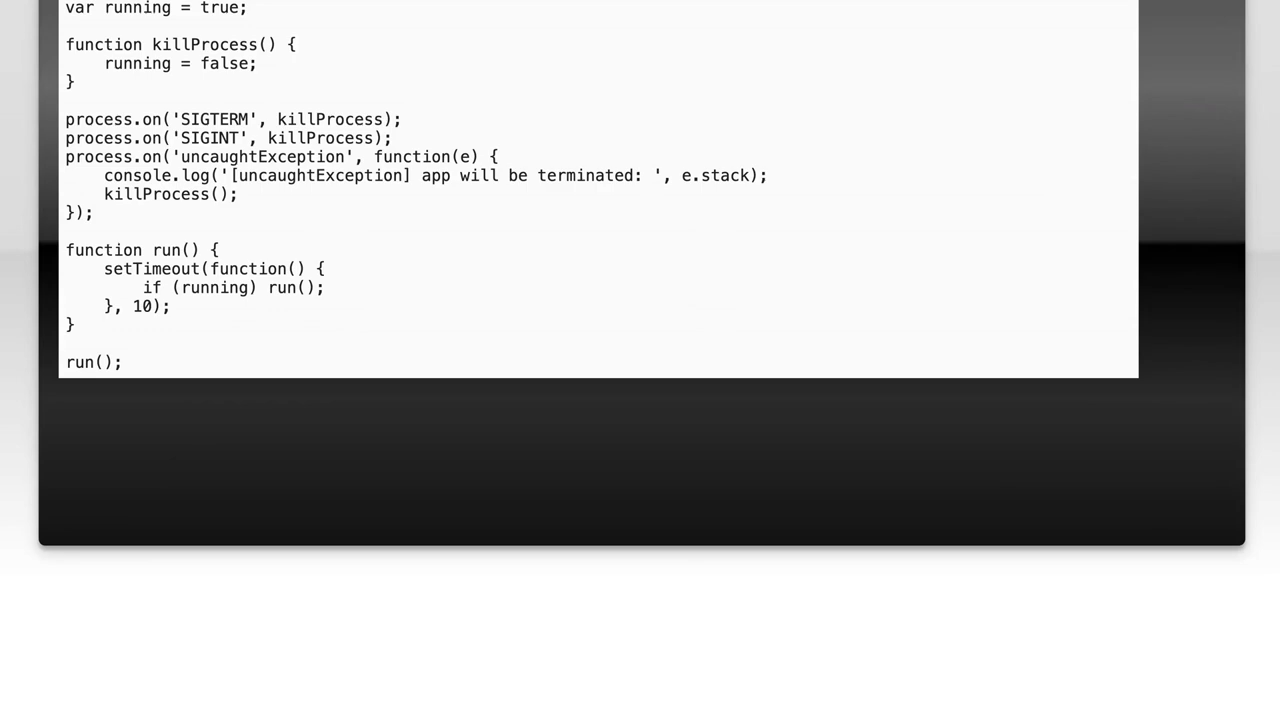 var running = true;
function killProcess() {
    running = false;
}
process.on('SIGTERM', killProcess);
process.on('SIGINT', killProcess);
process.on('uncaughtException', function(e) {
    console.log('[uncaughtException] app will be terminated: ', e.stack);
    killProcess();
});
function run() {
    setTimeout(function() {
        if (running) run();
    }, 10);
}
run();